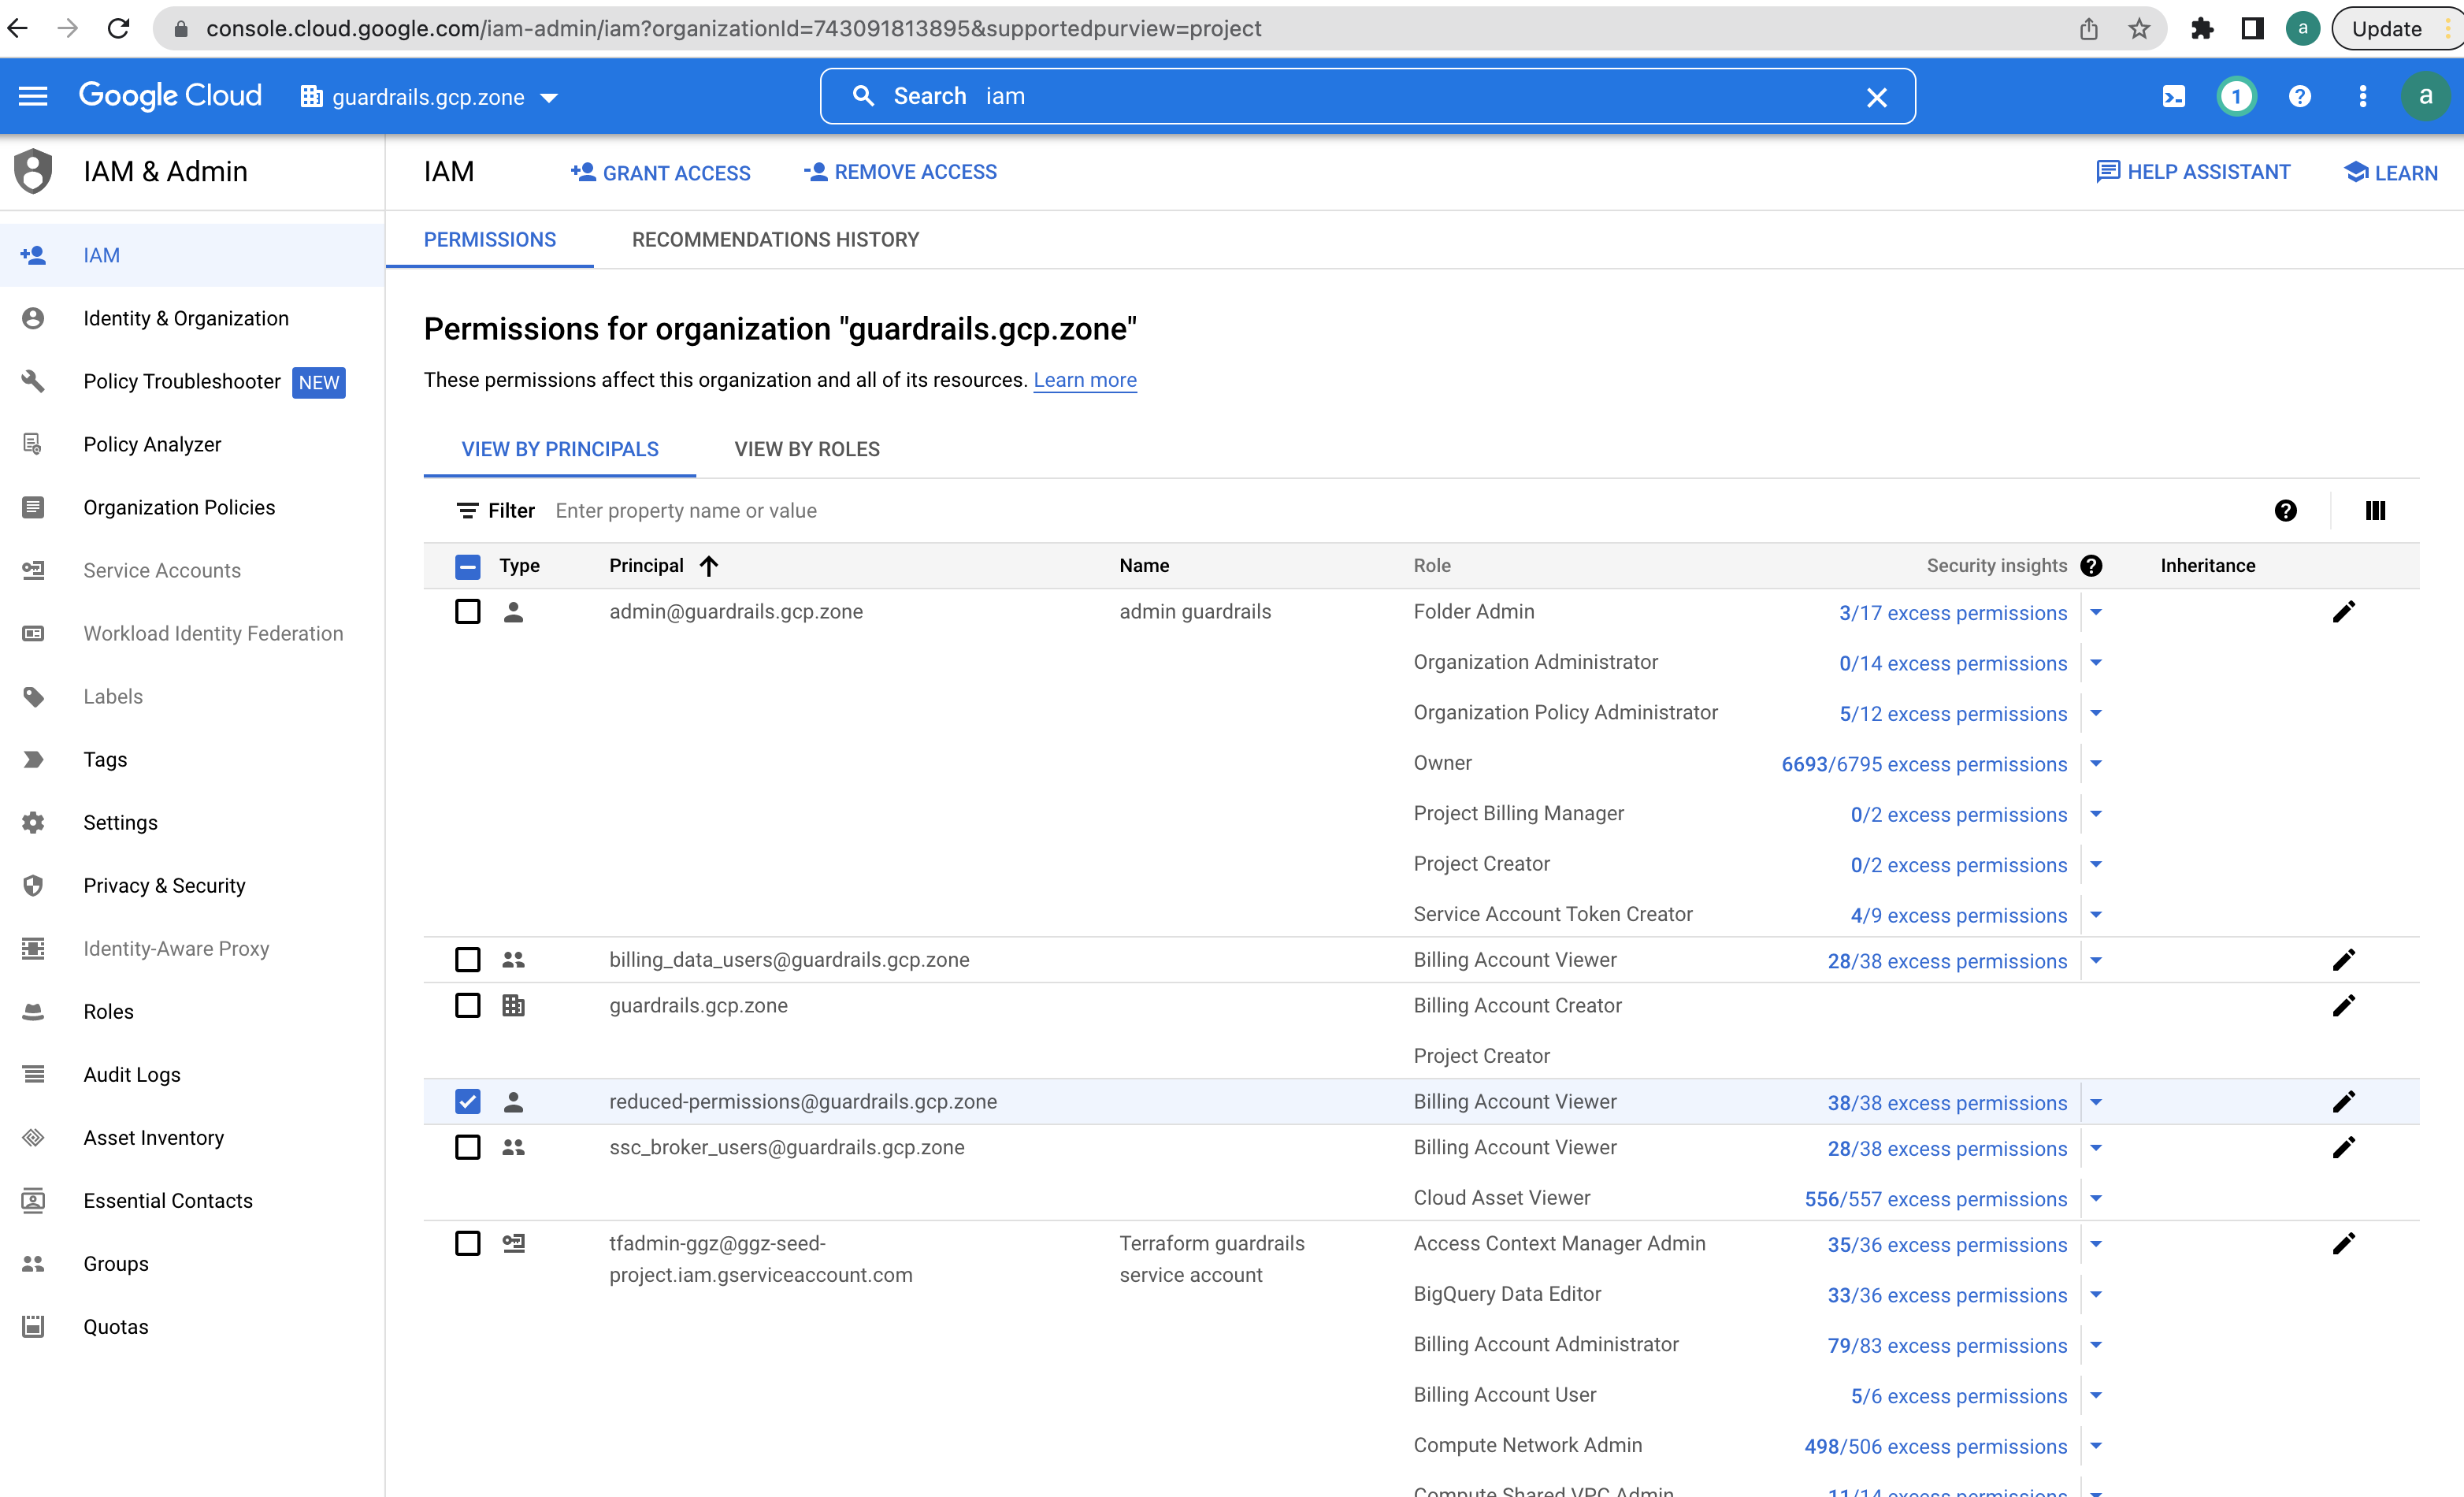 console.cloud.google.com/iam-admin/iam?organizationId=743091813895&supportedpurview=project
a
Update
Google Cloud
guardrails.gcp.zone
Search iam
1
a
IAM & Admin
IAM
GRANT ACCESS
REMOVE ACCESS
HELP ASSISTANT
LEARN
IAM
Identity & Organization
Policy Troubleshooter NEW
Policy Analyzer
Organization Policies
Service Accounts
Workload Identity Federation
Labels
Tags
Settings
Privacy & Security
Identity-Aware Proxy
Roles
Audit Logs
Asset Inventory
Essential Contacts
Groups
Quotas
PERMISSIONS RECOMMENDATIONS HISTORY
Permissions for organization "guardrails.gcp.zone"
These permissions affect this organization and all of its resources. Learn more
VIEW BY PRINCIPALS VIEW BY ROLES
Filter Enter property name or value
Type Principal Name Role Security insights Inheritance
admin@guardrails.gcp.zone admin guardrails Folder Admin 3/17 excess permissions
Organization Administrator 0/14 excess permissions
Organization Policy Administrator 5/12 excess permissions
Owner 6693/6795 excess permissions
Project Billing Manager 0/2 excess permissions
Project Creator 0/2 excess permissions
Service Account Token Creator 4/9 excess permissions
billing_data_users@guardrails.gcp.zone Billing Account Viewer 28/38 excess permissions
guardrails.gcp.zone Billing Account Creator
Project Creator
reduced-permissions@guardrails.gcp.zone Billing Account Viewer 38/38 excess permissions
ssc_broker_users@guardrails.gcp.zone Billing Account Viewer 28/38 excess permissions
Cloud Asset Viewer 556/557 excess permissions
tfadmin-ggz@ggz-seed- Terraform guardrails Access Context Manager Admin 35/36 excess permissions
project.iam.gserviceaccount.com service account
BigQuery Data Editor 33/36 excess permissions
Billing Account Administrator 79/83 excess permissions
Billing Account User 5/6 excess permissions
Compute Network Admin 498/506 excess permissions
Compute Shared VPC Admin 11/14 excess permissions